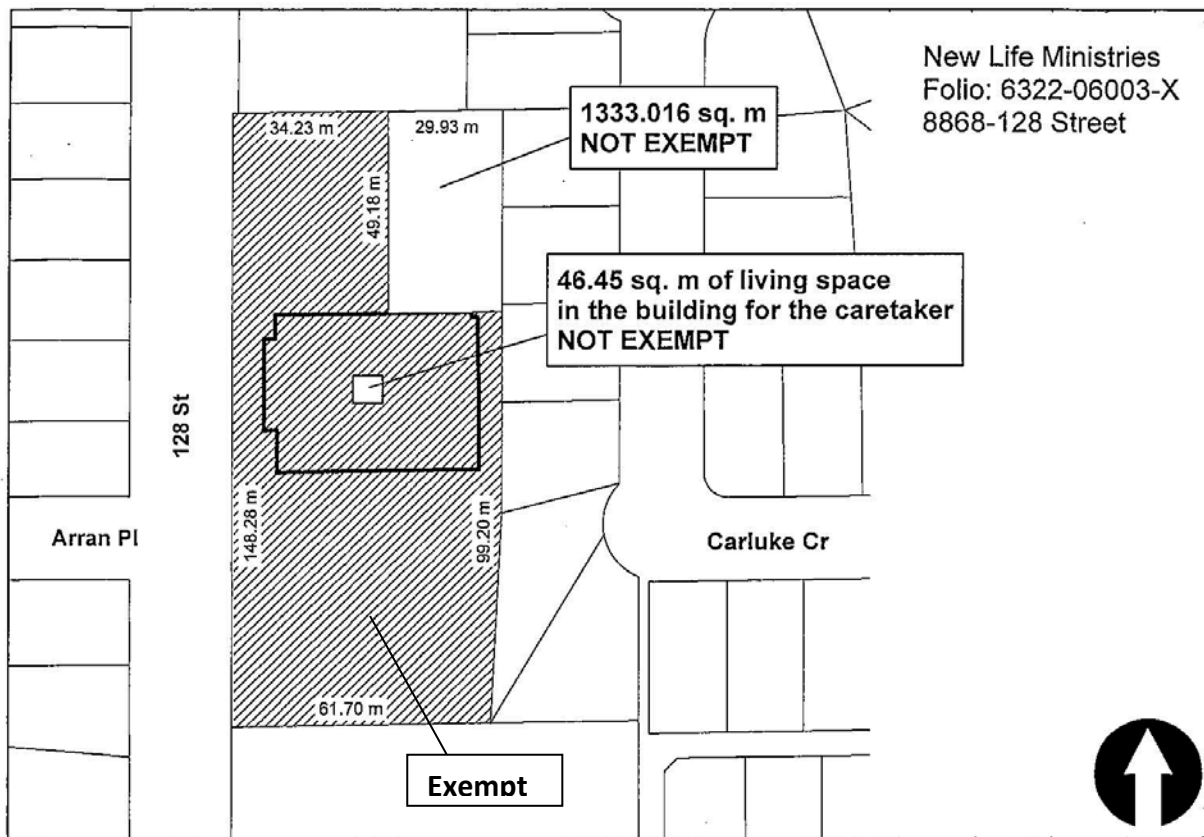 New Life Ministries
Folio: 6322-06003-X
8868-128 Street
1333.016 sq. m
NOT EXEMPT
34.23 m
29.93 m
49.18 m
46.45 sq. m of living space
in the building for the caretaker
NOT EXEMPT
128 St
148.28 m
99.20 m
Arran Pl
Carluke Cr
61.70 m
Exempt